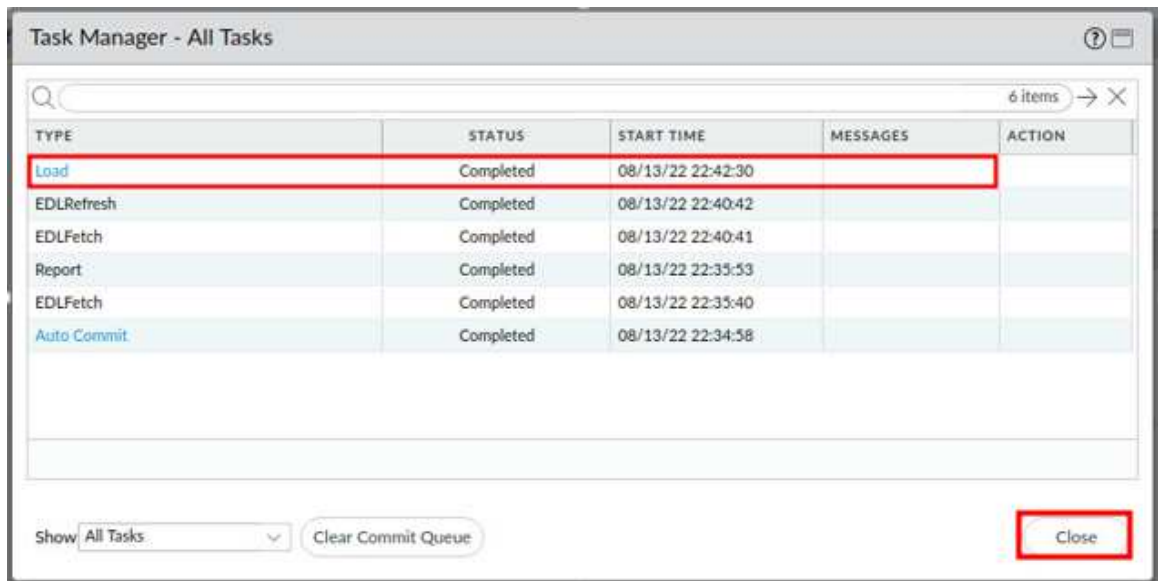 Task Manager - All Tasks
6 items
TYPE STATUS START TIME MESSAGES ACTION
Load Completed 08/13/22 22:42:30
EDLRefresh Completed 08/13/22 22:40:42
EDLFetch Completed 08/13/22 22:40:41
Report Completed 08/13/22 22:35:53
EDLFetch Completed 08/13/22 22:35:40
Auto Commit Completed 08/13/22 22:34:58
Show All Tasks Clear Commit Queue Close